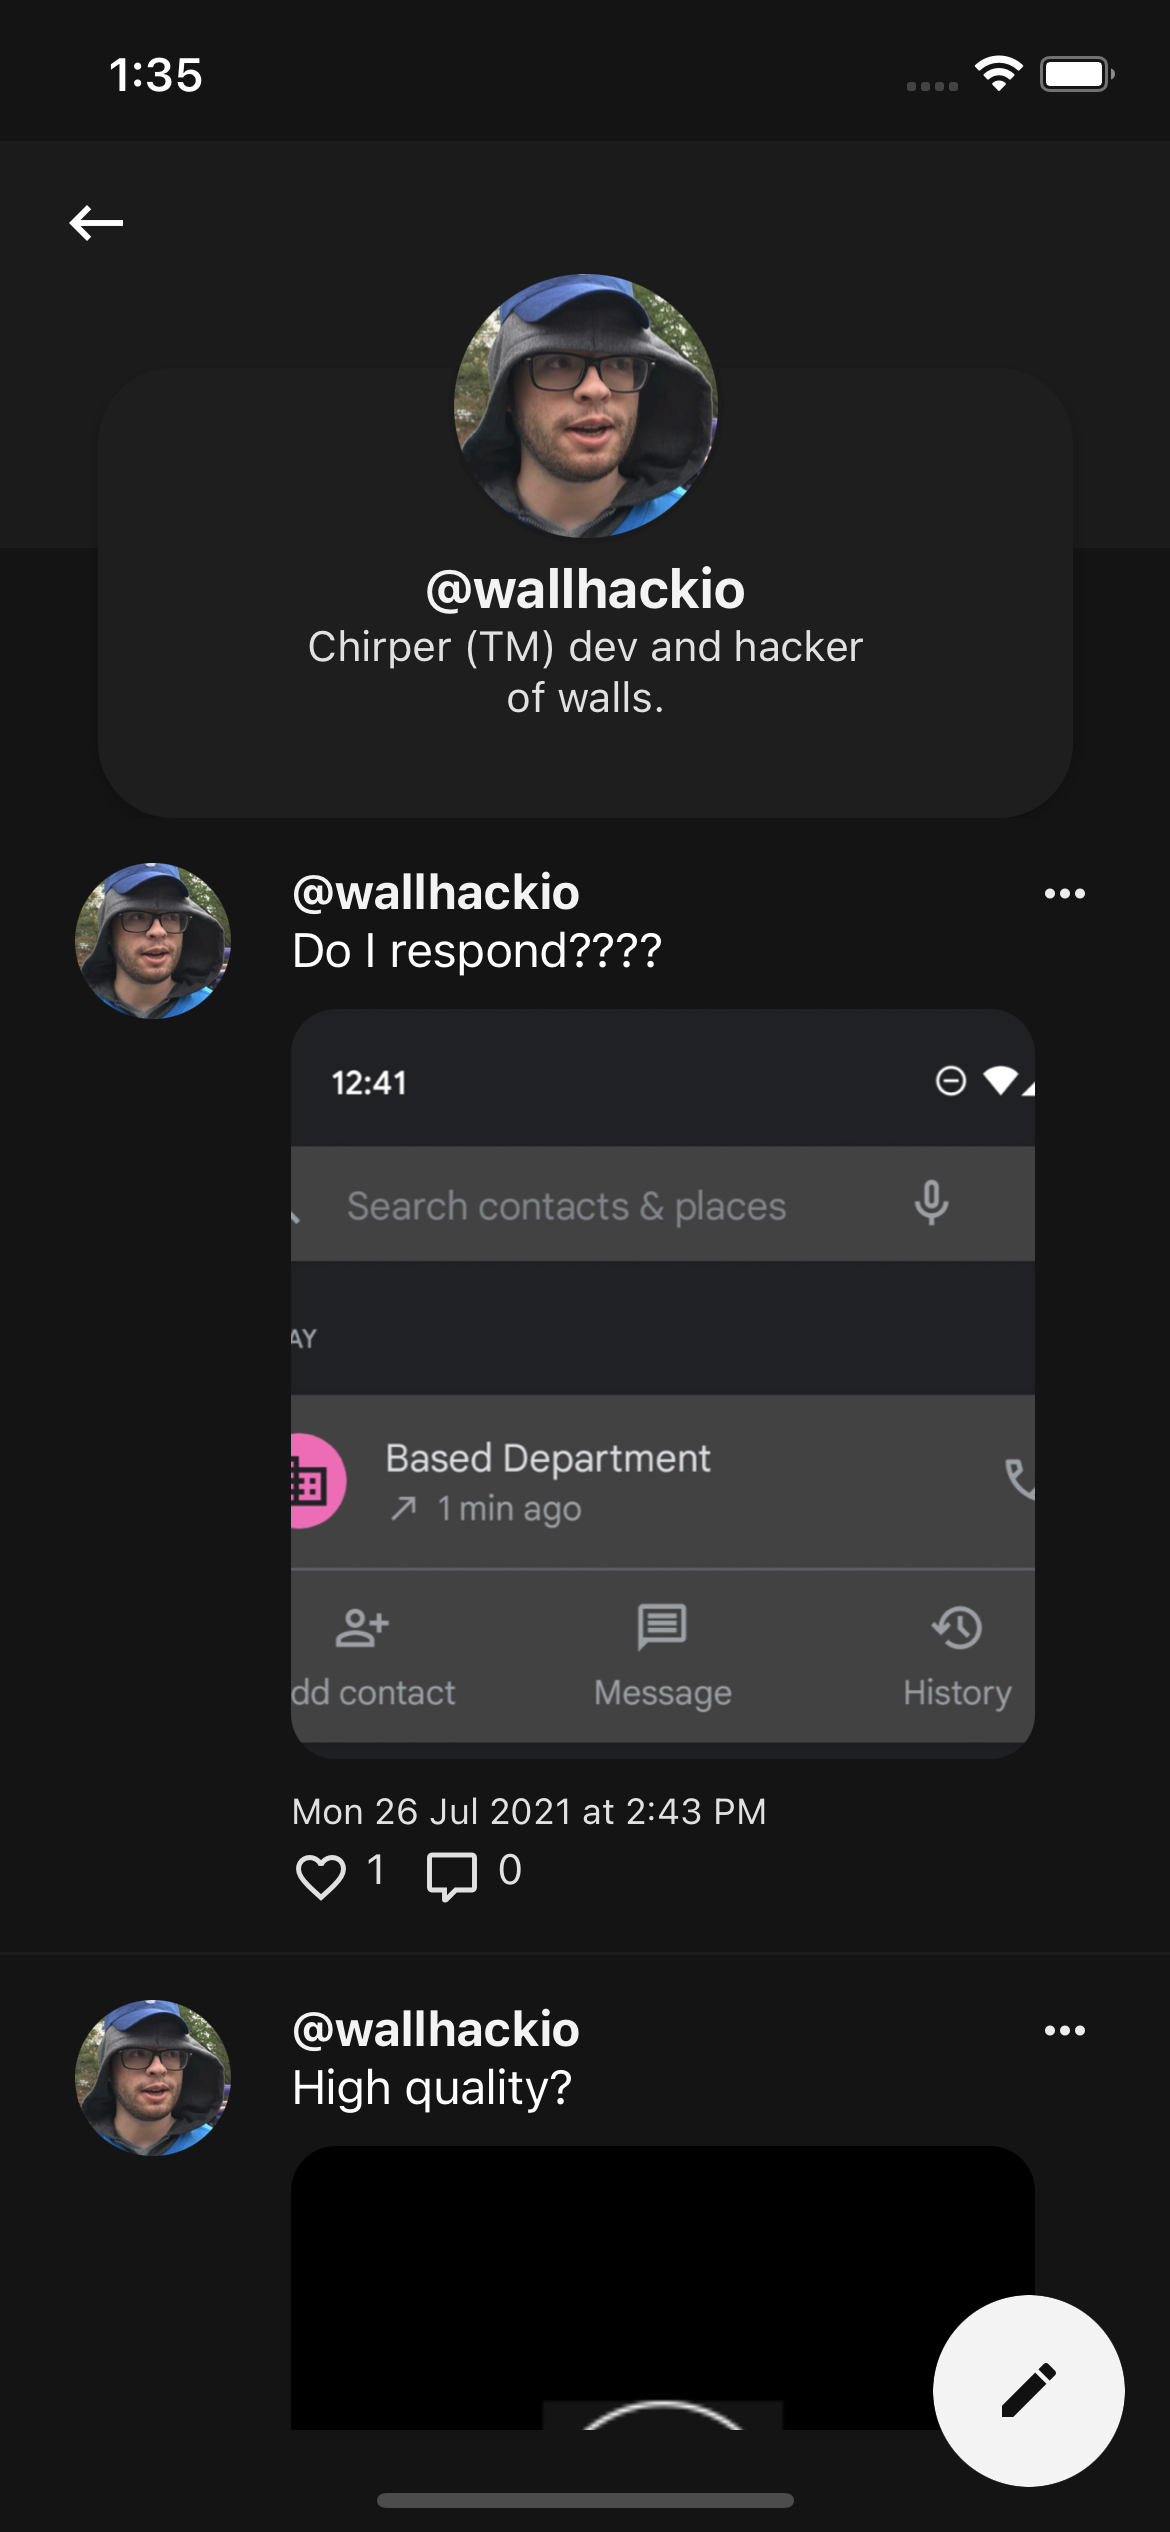 1:35
@wallhackio
Chirper (TM) dev and hacker
of walls.
@wallhackio
Do I respond????
12:41
Search contacts & places
AY
Based Department
1 min ago
dd contact
Message
History
Mon 26 Jul 2021 at 2:43 PM
1 0
@wallhackio
High quality?